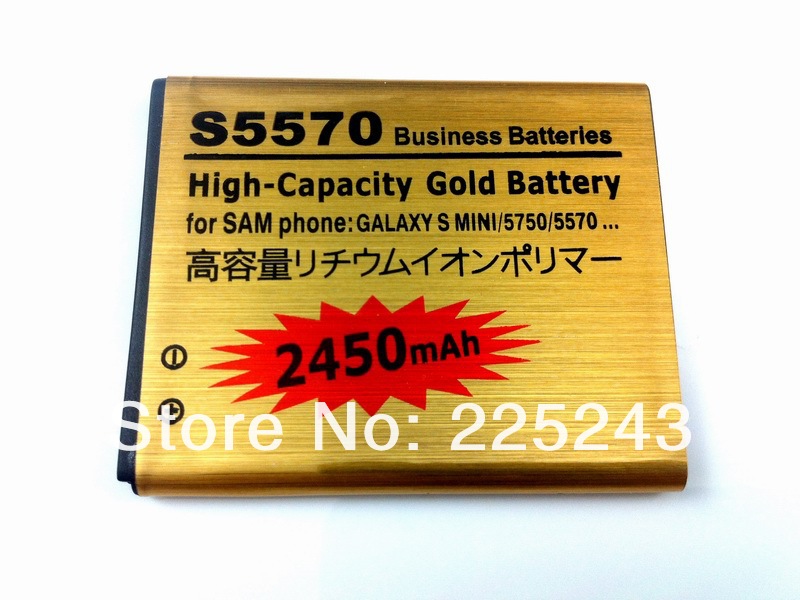 S5570 Business Batteries
High-Capacity Gold Battery
for SAM phone: GALAXY S MINI/5750/5570 ...
高容量リチウムイオンポリマー
2450mAh
Store No: 225243